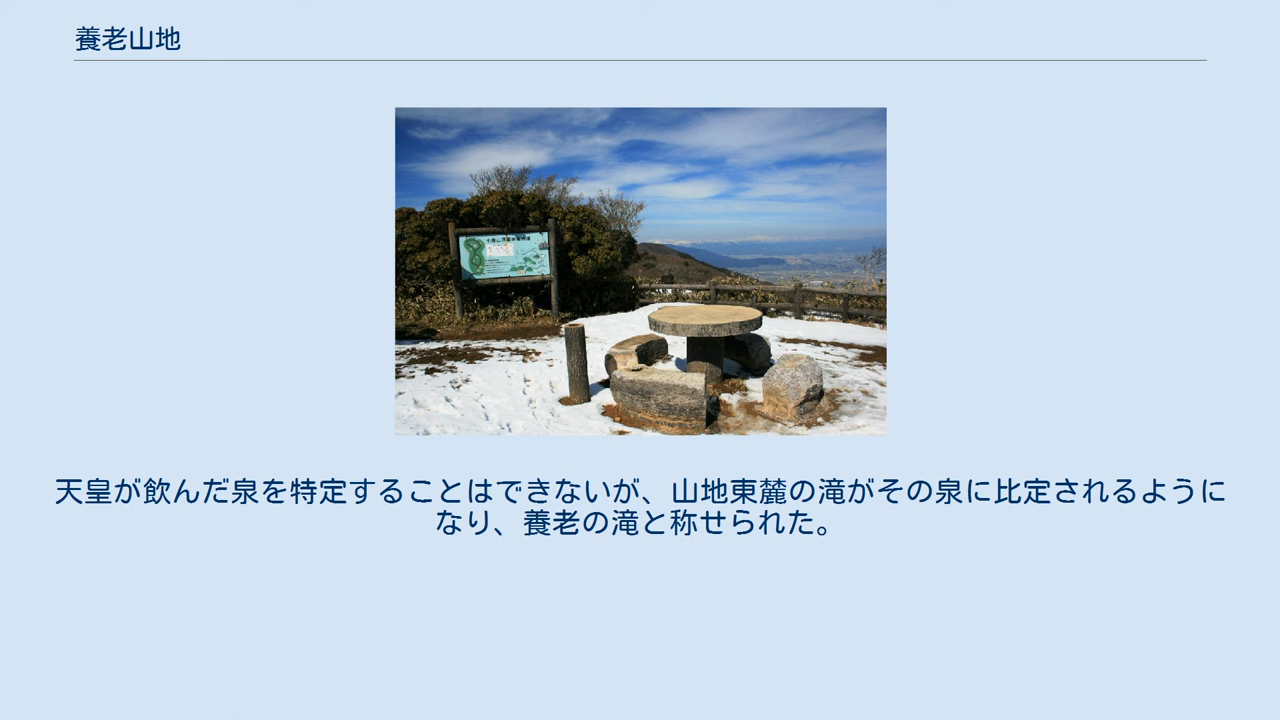 養老山地
天皇が飲んだ泉を特定することはできないが、山地東麓の滝がその泉に比定されるように
なり、養老の滝と称せられた。